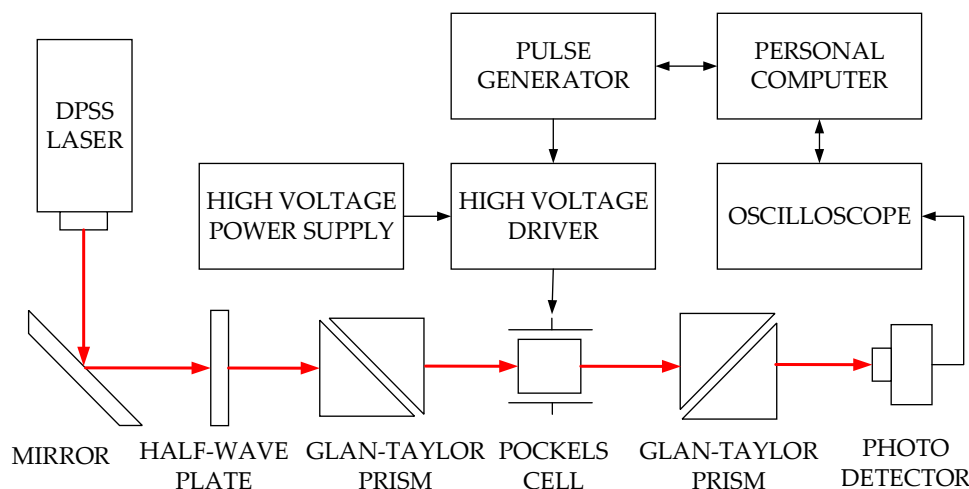 DPSS
LASER
PULSE
GENERATOR
PERSONAL
COMPUTER
HIGH VOLTAGE
POWER SUPPLY
HIGH VOLTAGE
DRIVER
OSCILLOSCOPE
MIRROR
HALF-WAVE
PLATE
GLAN-TAYLOR
PRISM
POCKELS
CELL
GLAN-TAYLOR
PRISM
PHOTO
DETECTOR